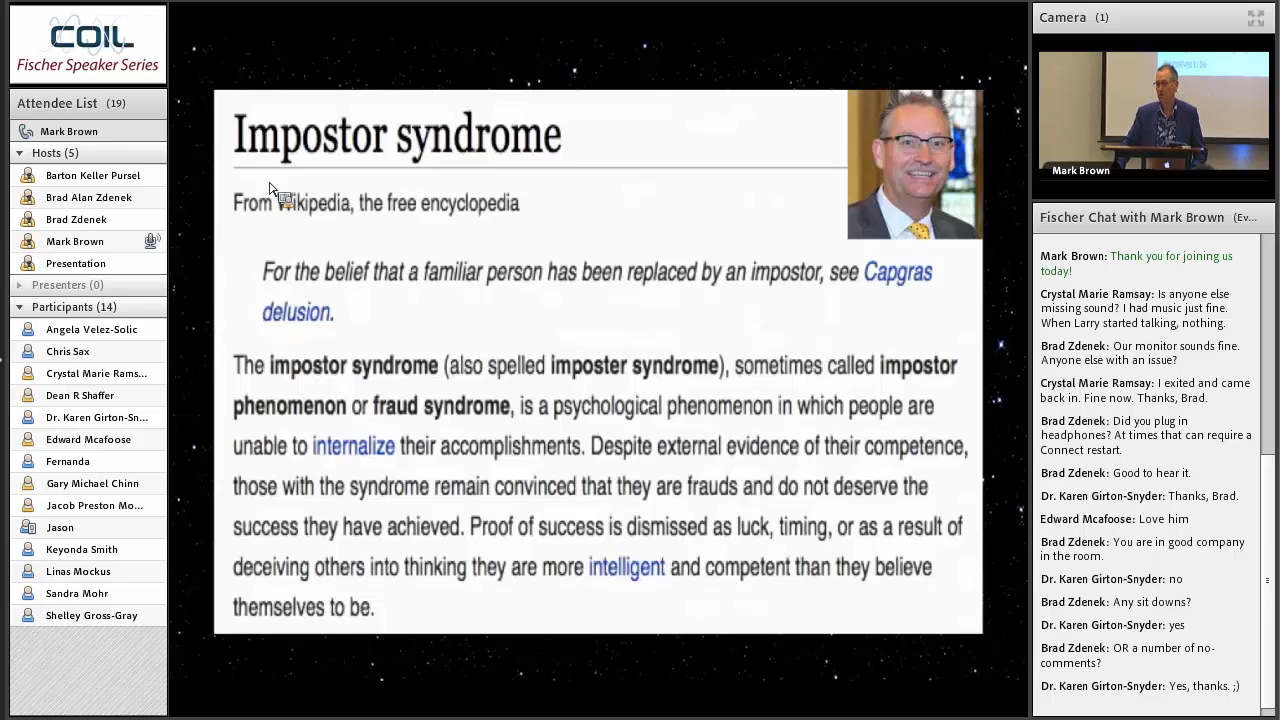 COIL
Fischer Speaker Series
Attendee List (19)
Mark Brown
Hosts (5)
Barton Keller Pursel
Brad Alan Zdenek
Brad Zdenek
Mark Brown
Presentation
Presenters (0)
Participants (14)
Angela Velez-Solic
Chris Sax
Crystal Marie Rams...
Dean R Shaffer
Dr. Karen Girton-Sn...
Edward Mcafoose
Fernanda
Gary Michael Chinn
Jacob Preston Mo...
Jason
Keyonda Smith
Linas Mockus
Sandra Mohr
Shelley Gross-Gray
Impostor syndrome
From Wikipedia, the free encyclopedia
For the belief that a familiar person has been replaced by an impostor, see Capgras
delusion.
The impostor syndrome (also spelled imposter syndrome), sometimes called impostor
phenomenon or fraud syndrome, is a psychological phenomenon in which people are
unable to internalize their accomplishments. Despite external evidence of their competence,
those with the syndrome remain convinced that they are frauds and do not deserve the
success they have achieved. Proof of success is dismissed as luck, timing, or as a result of
deceiving others into thinking they are more intelligent and competent than they believe
themselves to be.
Camera (1)
themselves to be.
Mark Brown
Fischer Chat with Mark Brown (Ev...
Mark Brown: Thank you for joining us
today!
Crystal Marie Ramsay: Is anyone else
missing sound? I had music just fine.
When Larry started talking, nothing.
Brad Zdenek: Our monitor sounds fine.
Anyone else with an issue?
Crystal Marie Ramsay: I exited and came
back in. Fine now. Thanks, Brad.
Brad Zdenek: Did you plug in
headphones? At times that can require a
Connect restart.
Brad Zdenek: Good to hear it.
Dr. Karen Girton-Snyder: Thanks, Brad.
Edward Mcafoose: Love him
Brad Zdenek: You are in good company
in the room.
Dr. Karen Girton-Snyder: no
Brad Zdenek: Any sit downs?
Dr. Karen Girton-Snyder: yes
Brad Zdenek: OR a number of no-
comments?
Dr. Karen Girton-Snyder: Yes, thanks. ;)